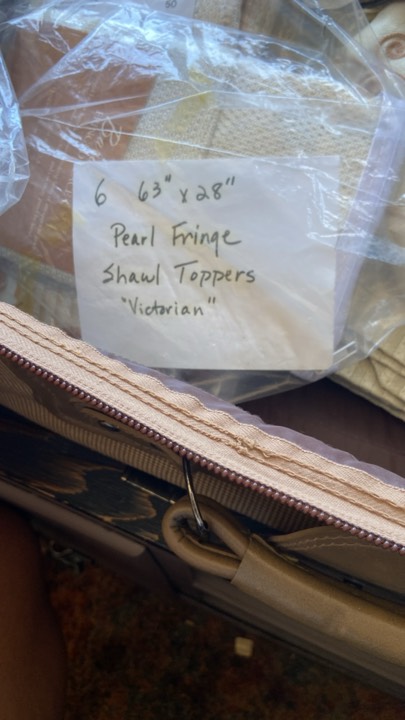 6 63" x 28"
Pearl Fringe
Shawl Toppers
"Victorian"